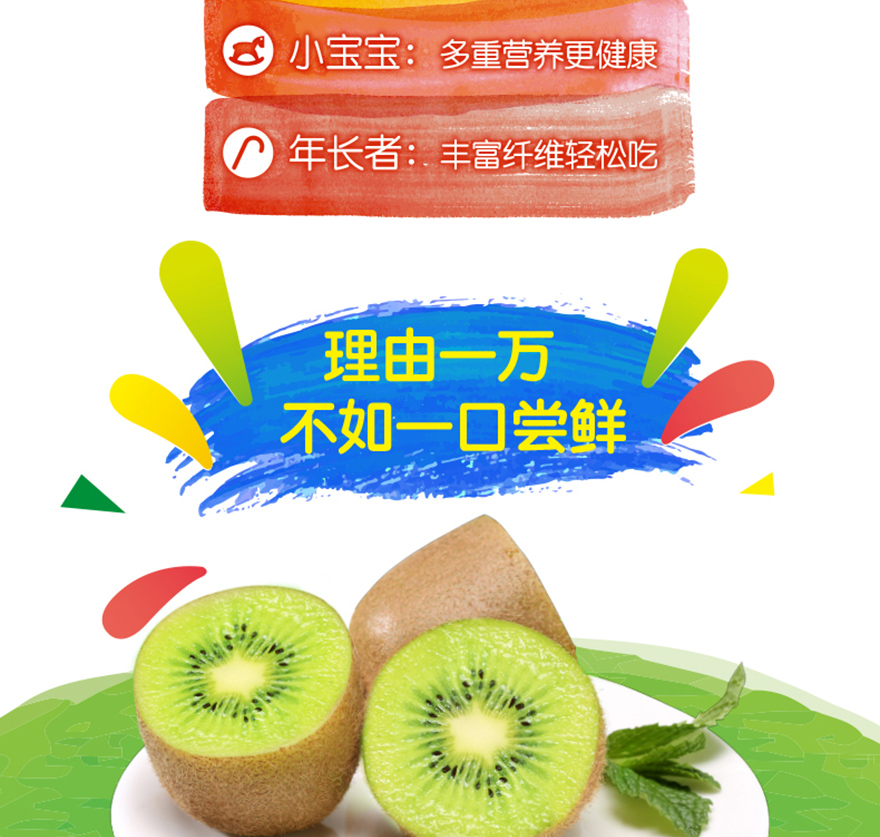 小宝宝：多重营养更健康
年长者：丰富纤维轻松吃
理由一万
不如一口尝鲜